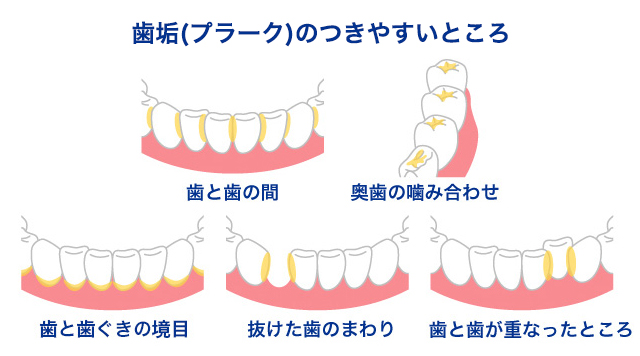 歯垢(プラーク)のつきやすいところ
歯と歯の間
奥歯の噛み合わせ
歯と歯ぐきの境目
抜けた歯のまわり
歯と歯が重なったところ